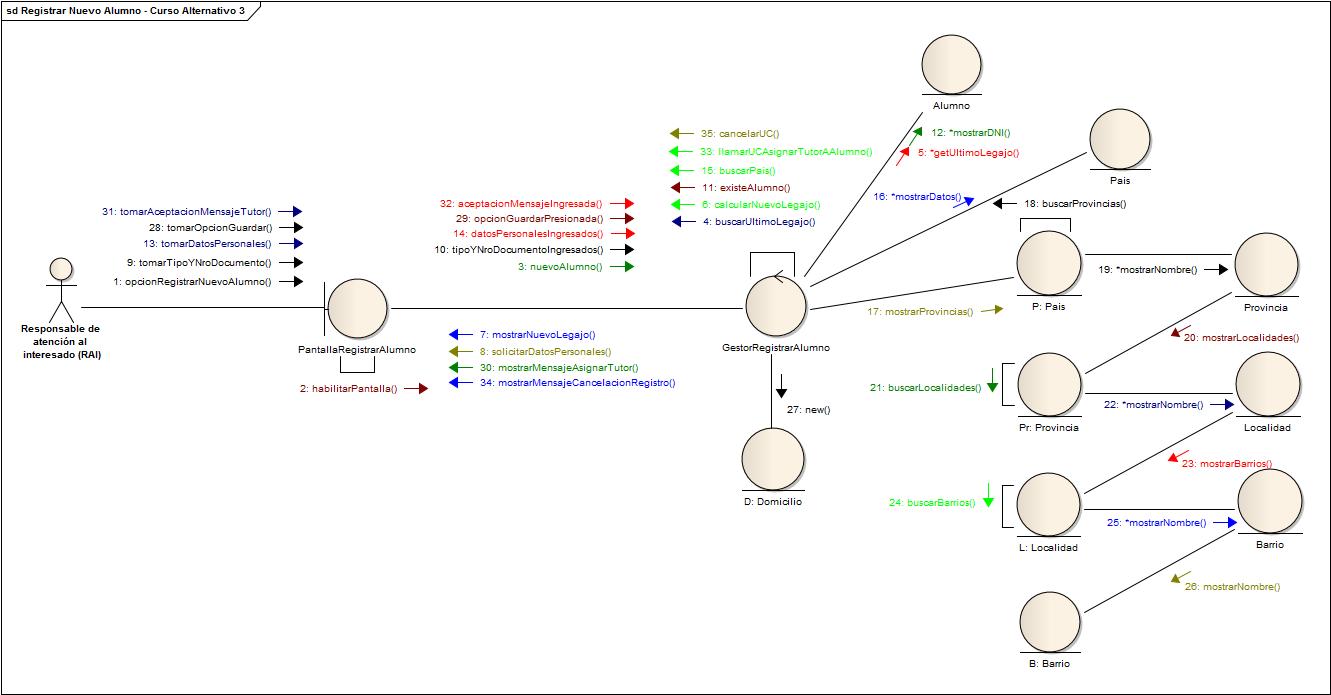 sd Registrar Nuevo Alumno - Curso Alternativo 3
Alumno
35: cancelarUC()
12: *mostrarDNI()
33: llamarUCAsignarTutorAAlumno()
5: *getUltimoLegajo()
15: buscarPais()
Pais
11: existeAlumno()
16: *mostrarDatos()
18: buscarProvincias()
6: calcularNuevoLegajo()
4: buscarUltimoLegajo()
32: aceptacionMensajeIngresada()
29: opcionGuardarPresionada()
14: datosPersonalesIngresados()
10: tipoYNroDocumentoIngresados()
3: nuevoAlumno()
31: tomarAceptacionMensajeTutor()
28: tomarOpcionGuardar()
13: tomarDatosPersonales()
9: tomarTipoYNroDocumento()
1: opcionRegistrarNuevoAlumno()
19: *mostrarNombre()
P: Pais
Provincia
17: mostrarProvincias()
Responsable de
atención al
interesado (RAI)
PantallaRegistrarAlumno
GestorRegistrarAlumno
7: mostrarNuevoLegajo()
8: solicitarDatosPersonales()
30: mostrarMensajeAsignarTutor()
34: mostrarMensajeCancelacionRegistro()
2: habilitarPantalla()
20: mostrarLocalidades()
21: buscarLocalidades()
22: *mostrarNombre()
27: new()
Pr: Provincia
Localidad
23: mostrarBarrios()
D: Domicilio
24: buscarBarrios()
25: *mostrarNombre()
L: Localidad
Barrio
26: mostrarNombre()
B: Barrio